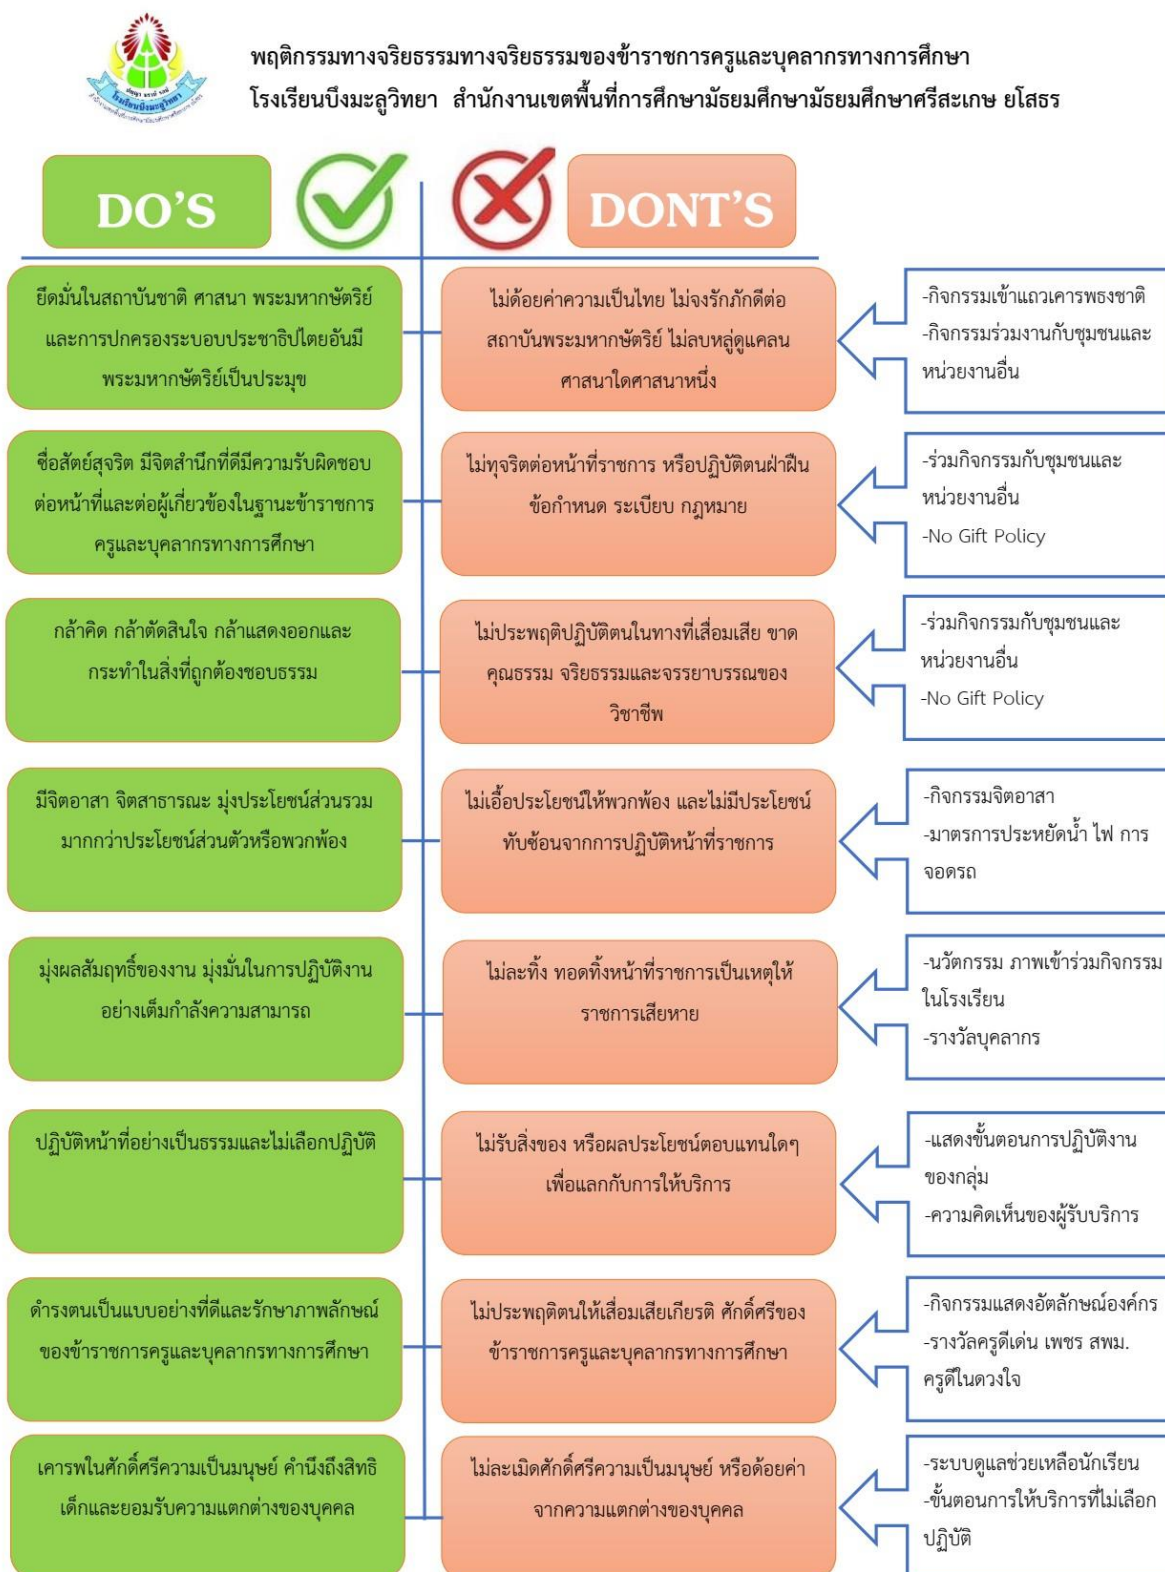 พฤติกรรมทางจริยธรรมทางจริยธรรมของข้าราชการครูและบุคลากรทางการศึกษา
โรงเรียนบึงมะลูวิทยา สำนักงานเขตพื้นที่การศึกษามัธยมศึกษามัธยมศึกษาศรีสะเกษ ยโสธร
โรงเรียนบึงมะลูวิทยา
DO'S
DONT'S
ยึดมั่นในสถาบันชาติ ศาสนา พระมหากษัตริย์
และการปกครองระบอบประชาธิปไตยอันมี
พระมหากษัตริย์เป็นประมุข
ไม่ด้อยค่าความเป็นไทย ไม่จงรักภักดีต่อ
สถาบันพระมหากษัตริย์ ไม่ลบหลู่ดูแคลน
ศาสนาใดศาสนาหนึ่ง
-กิจกรรมเข้าแถวเคารพธงชาติ
-กิจกรรมร่วมงานกับชุมชนและ
หน่วยงานอื่น
ซื่อสัตย์สุจริต มีจิตสำนึกที่ดีมีความรับผิดชอบ
ต่อหน้าที่และต่อผู้เกี่ยวข้องในฐานะข้าราชการ
ครูและบุคลากรทางการศึกษา
ไม่ทุจริตต่อหน้าที่ราชการ หรือปฏิบัติตนฝ่าฝืน
ข้อกำหนด ระเบียบ กฎหมาย
-ร่วมกิจกรรมกับชุมชนและ
หน่วยงานอื่น
-No Gift Policy
กล้าคิด กล้าตัดสินใจ กล้าแสดงออกและ
กระทำในสิ่งที่ถูกต้องชอบธรรม
ไม่ประพฤติปฏิบัติตนในทางที่เสื่อมเสีย ขาด
คุณธรรม จริยธรรมและจรรยาบรรณของ
วิชาชีพ
-ร่วมกิจกรรมกับชุมชนและ
หน่วยงานอื่น
-No Gift Policy
มีจิตอาสา จิตสาธารณะ มุ่งประโยชน์ส่วนรวม
มากกว่าประโยชน์ส่วนตัวหรือพวกพ้อง
ไม่เอื้อประโยชน์ให้พวกพ้อง และไม่มีประโยชน์
ทับซ้อนจากการปฏิบัติหน้าที่ราชการ
-กิจกรรมจิตอาสา
-มาตรการประหยัดน้ำ ไฟ การ
จอดรถ
มุ่งผลสัมฤทธิ์ของงาน มุ่งมั่นในการปฏิบัติงาน
อย่างเต็มกำลังความสามารถ
ไม่ละทิ้ง ทอดทิ้งหน้าที่ราชการเป็นเหตุให้
ราชการเสียหาย
-นวัตกรรม ภาพเข้าร่วมกิจกรรม
ในโรงเรียน
-รางวัลบุคลากร
ปฏิบัติหน้าที่อย่างเป็นธรรมและไม่เลือกปฏิบัติ
ไม่รับสิ่งของ หรือผลประโยชน์ตอบแทนใดๆ
เพื่อแลกกับการให้บริการ
-แสดงขั้นตอนการปฏิบัติงาน
ของกลุ่ม
-ความคิดเห็นของผู้รับบริการ
ดำรงตนเป็นแบบอย่างที่ดีและรักษาภาพลักษณ์
ของข้าราชการครูและบุคลากรทางการศึกษา
ไม่ประพฤติตนให้เสื่อมเสียเกียรติ ศักดิ์ศรีของ
ข้าราชการครูและบุคลากรทางการศึกษา
-กิจกรรมแสดงอัตลักษณ์องค์กร
-รางวัลครูดีเด่น เพชร สพม.
ครูดีในดวงใจ
เคารพในศักดิ์ศรีความเป็นมนุษย์ คำนึงถึงสิทธิ
เด็กและยอมรับความแตกต่างของบุคคล
ไม่ละเมิดศักดิ์ศรีความเป็นมนุษย์ หรือด้อยค่า
จากความแตกต่างของบุคคล
-ระบบดูแลช่วยเหลือนักเรียน
-ขั้นตอนการให้บริการที่ไม่เลือก
ปฏิบัติ